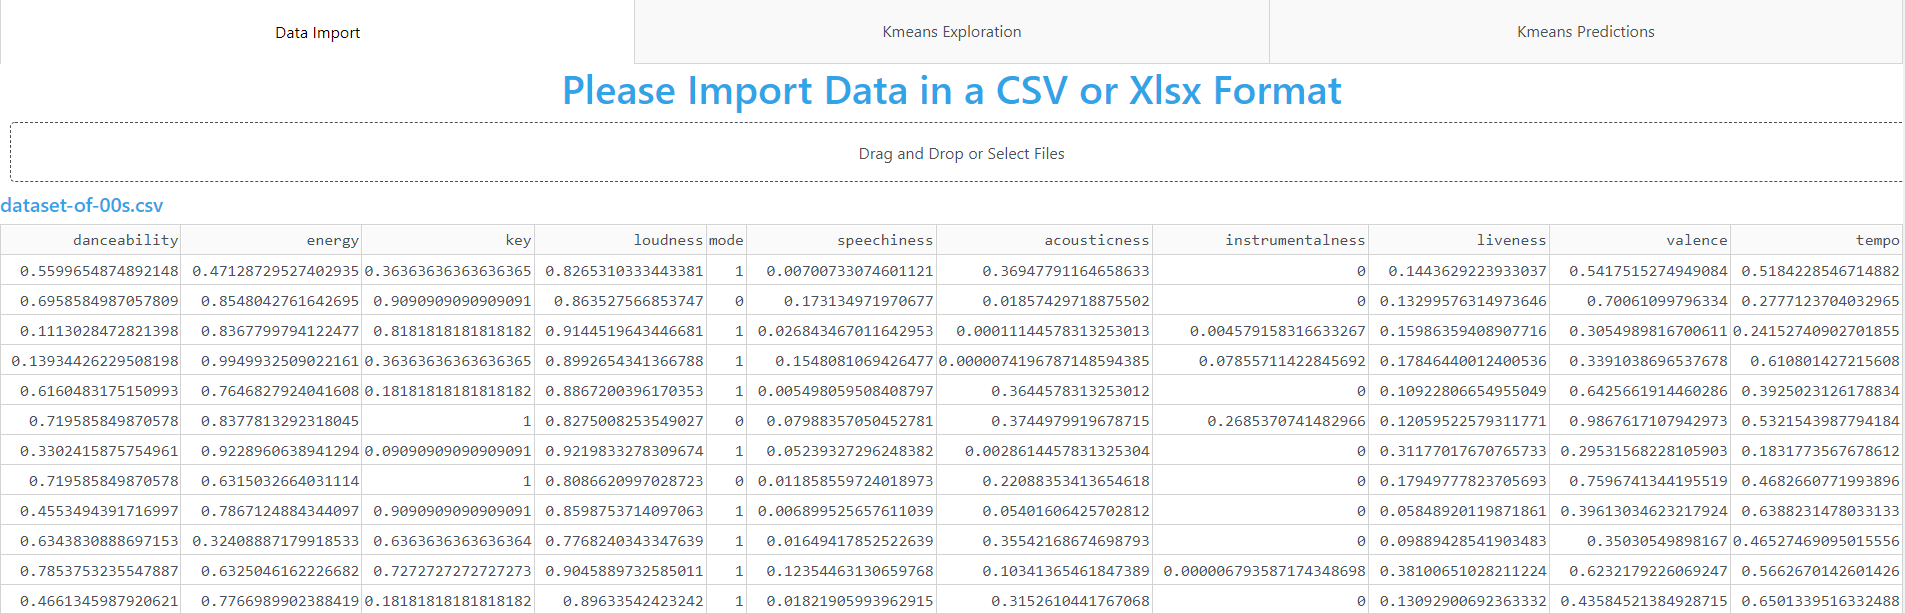 Data Import Kmeans Exploration Kmeans Predictions
Please Import Data in a CSV or Xlsx Format
Drag and Drop or Select Files
dataset-of-00s.csv
danceability energy key loudness mode speechiness acousticness instrumentalness liveness valence tempo
0.5599654874892148 0.47128729527402935 0.36363636363636365 0.8265310333443381 1 0.00700733074601121 0.36947791164658633 0 0.1443629223933037 0.5417515274949084 0.5184228546714882
0.6958584987057809 0.8548042761642695 0.9090909090909091 0.863527566853747 0 0.173134971970677 0.01857429718875502 0 0.13299576314973646 0.70061099796334 0.2777123704032965
0.1113028472821398 0.8367799794122477 0.8181818181818182 0.9144519643446681 1 0.026843467011642953 0.00011144578313253013 0.004579158316633267 0.15986359408907716 0.3054989816700611 0.24152740902701855
0.13934426229508198 0.9949932509022161 0.36363636363636365 0.8992654341366788 1 0.1548081069426477 0.0000074196787148594385 0.07855711422845692 0.17846440012400536 0.3391038696537678 0.610801427215608
0.6160483175150993 0.7646827924041608 0.18181818181818182 0.8867200396170353 1 0.005498059508408797 0.3644578313253012 0 0.10922806654955049 0.6425661914460286 0.3925023126178834
0.719585849870578 0.8377813292318045 1 0.8275008253549027 0 0.07988357050452781 0.3744979919678715 0.2685370741482966 0.12059522579311771 0.9867617107942973 0.5321543987794184
0.3302415875754961 0.9228960638941294 0.09090909090909091 0.9219833278309674 1 0.05239327296248382 0.0028614457831325304 0 0.31177017670765733 0.29531568228105903 0.1831773567678612
0.719585849870578 0.6315032664031114 1 0.8086620997028723 0 0.011858559724018973 0.22088353413654618 0 0.17949777823705693 0.7596741344195519 0.4682660771993896
0.4553494391716997 0.7867124884344097 0.9090909090909091 0.8598753714097063 1 0.006899525657611039 0.05401606425702812 0 0.05848920119871861 0.39613034623217924 0.6388231478033133
0.6343830888697153 0.32408887179918533 0.6363636363636364 0.7768240343347639 1 0.01649417852522639 0.35542168674698793 0 0.09889428541903483 0.35030549898167 0.46527469095015556
0.7853753235547887 0.6325046162226682 0.7272727272727273 0.9045889732585011 1 0.12354463130659768 0.10341365461847389 0.000006793587174348698 0.38100651028211224 0.6232179226069247 0.5662670142601426
0.4661345987920621 0.7766989902388419 0.18181818181818182 0.89633542423242 1 0.01821905993962915 0.3152610441767068 0 0.13092900692363332 0.43584521384928715 0.6501339516332488